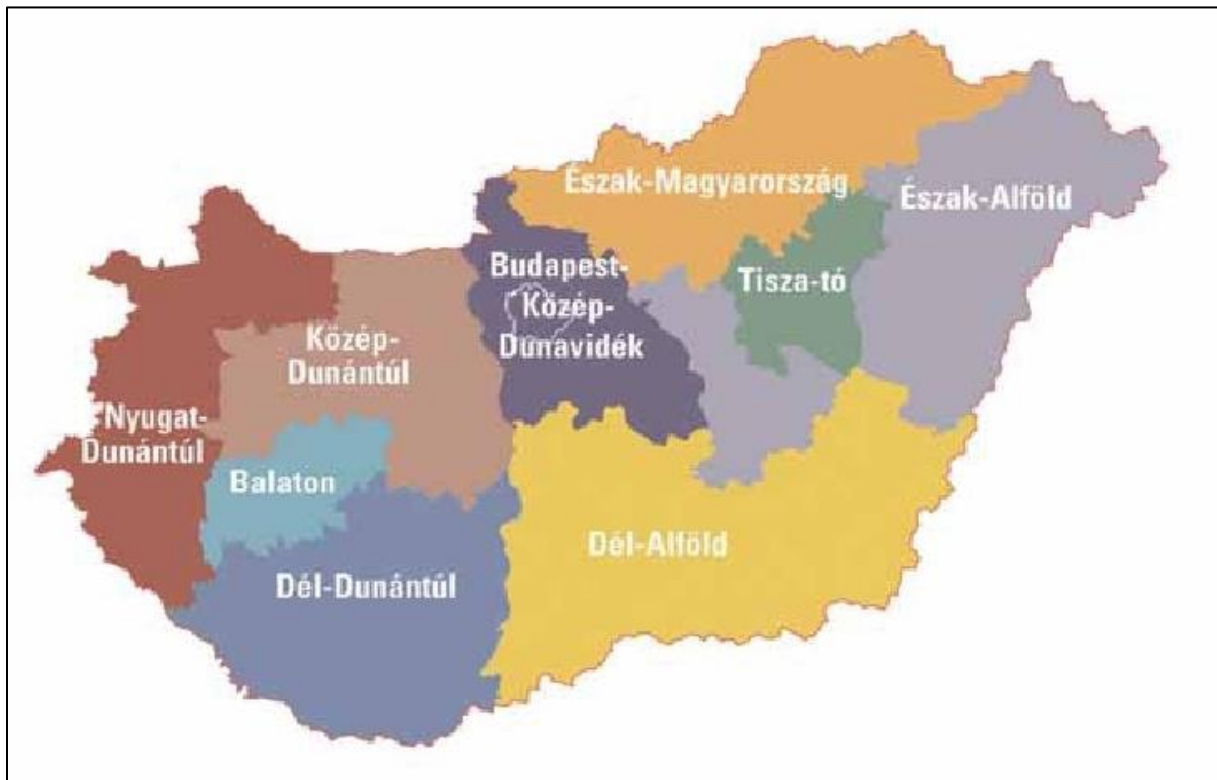 Észak-Magyarország
Észak-Alföld
Budapest-
Közép-
Dunavidék
Tisza-tó
Közép-
Dunántúl
Nyugat-
Dunántúl
Balaton
Dél-Alföld
Dél-Dunántúl